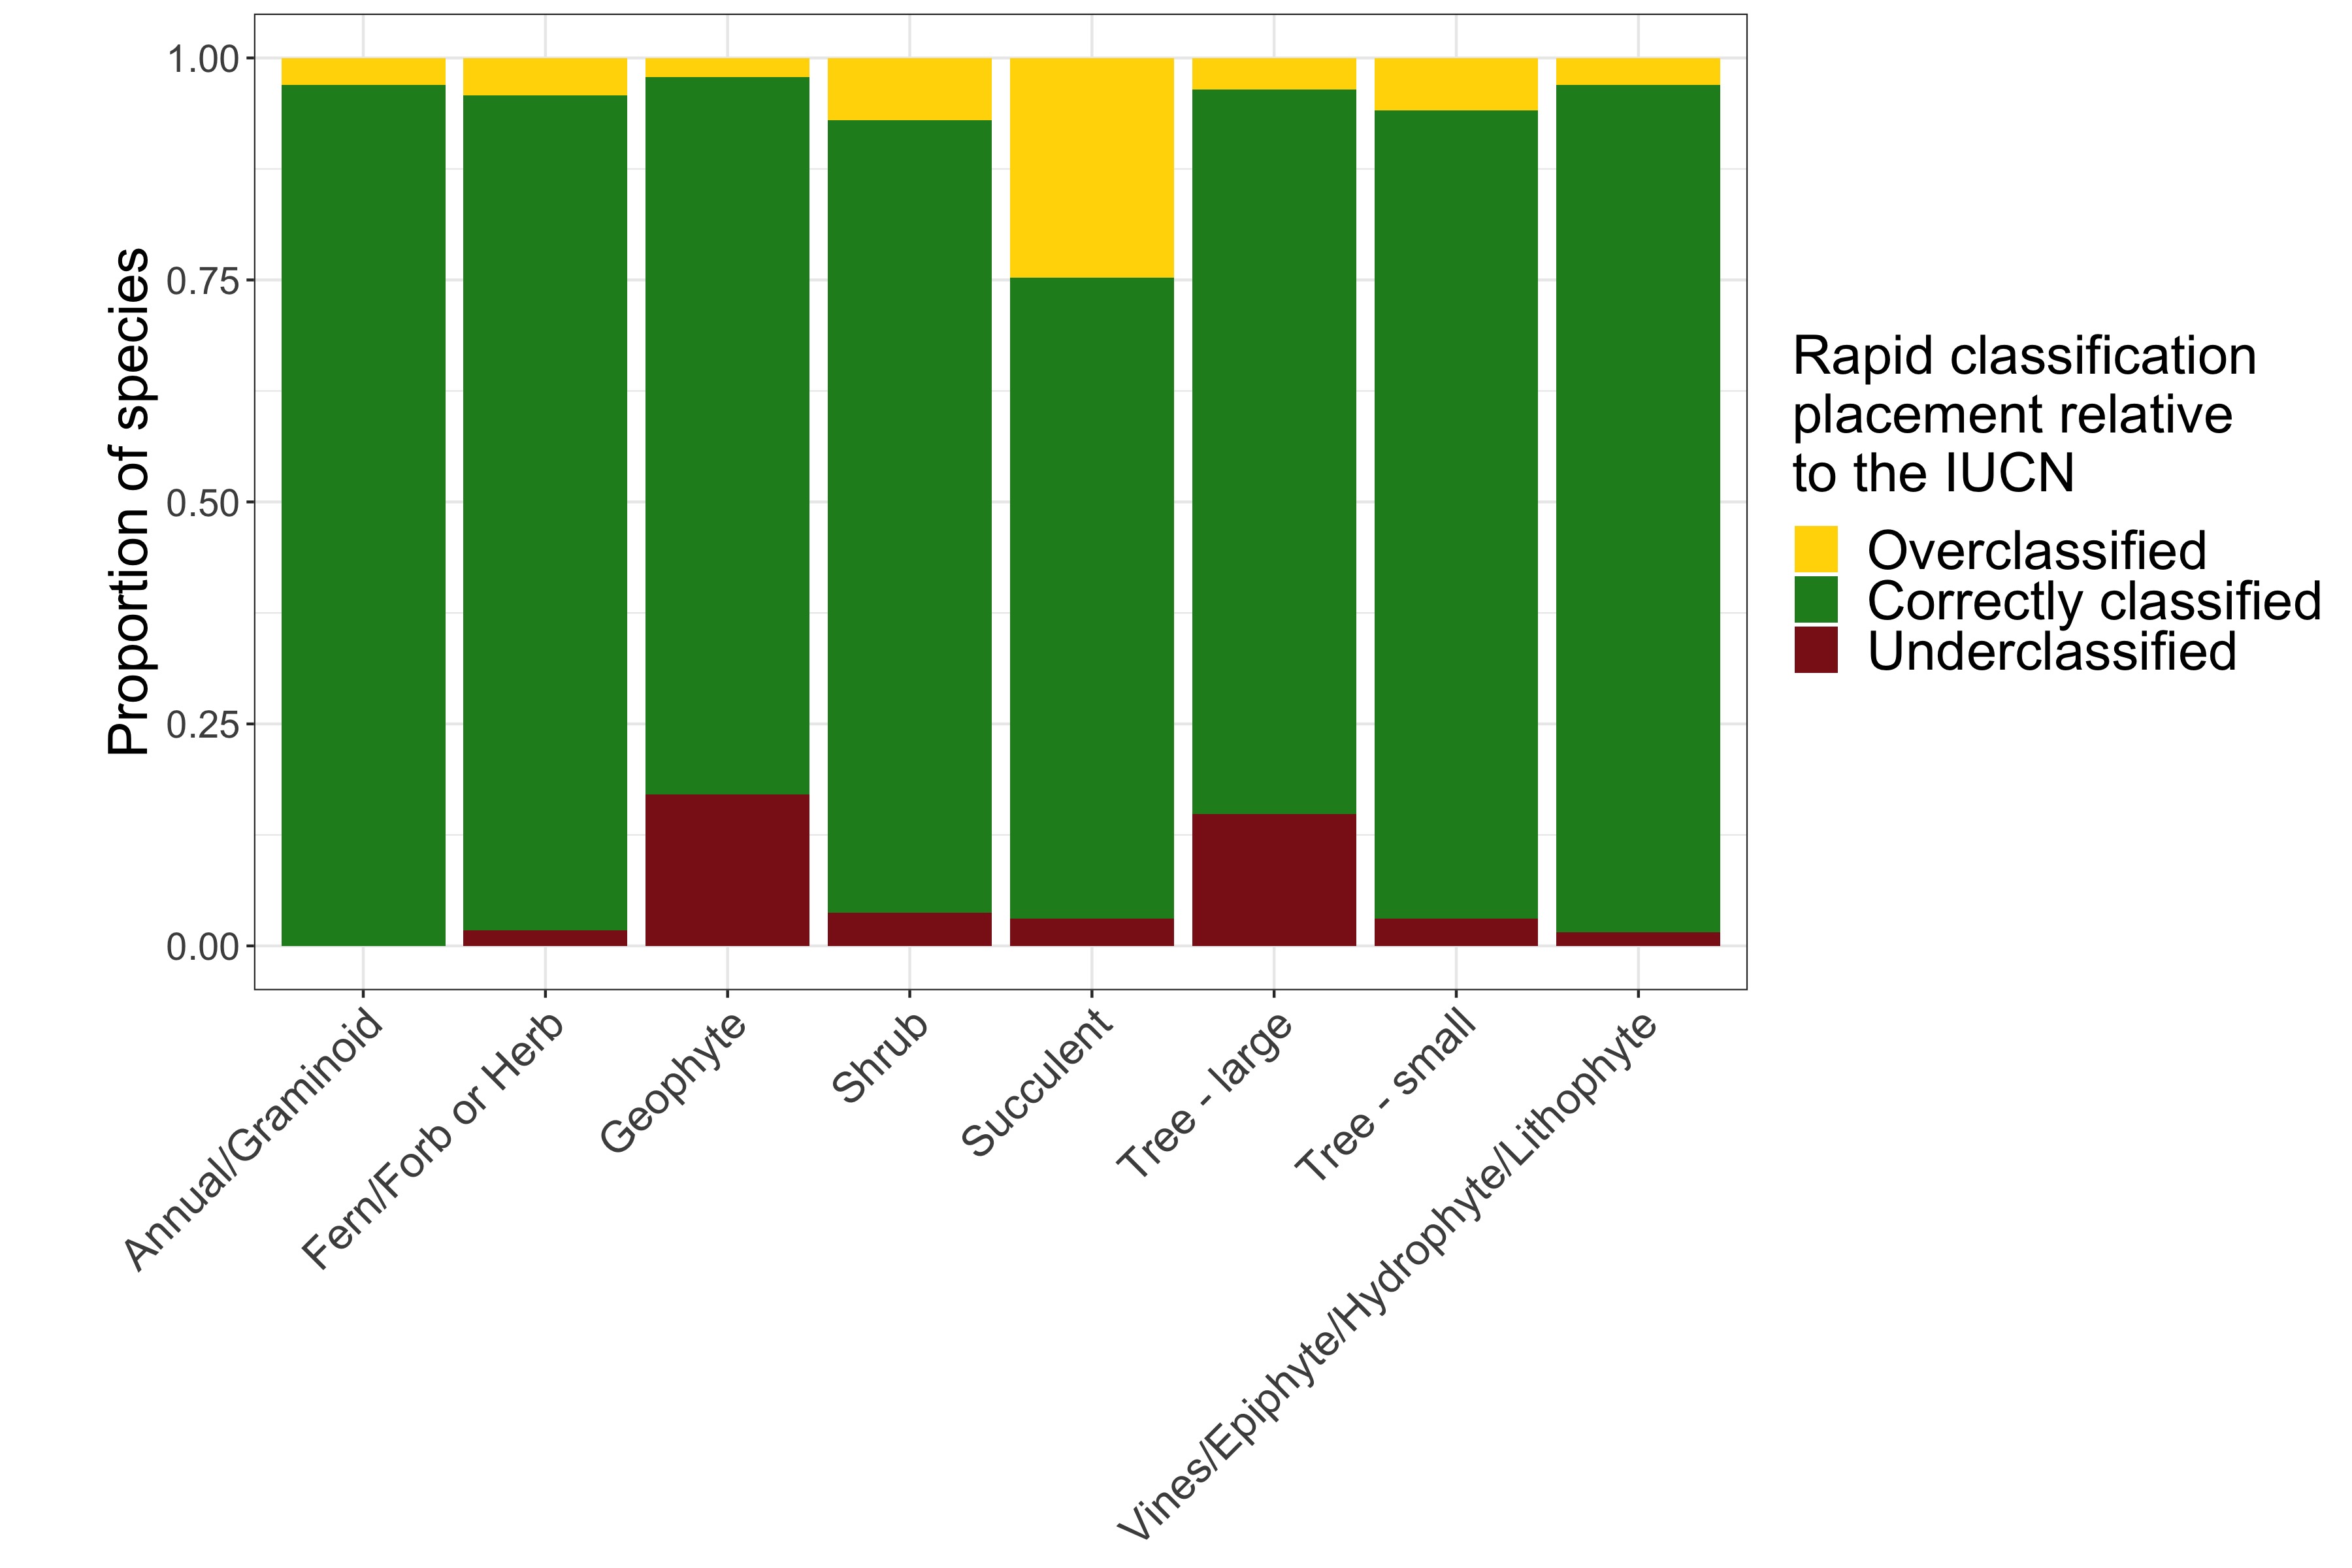 Proportion of species
1.00
0.75
0.50
0.25
0.00
Annual/Graminoid
Fern/Forb or Herb
Geophyte
Shrub
Succulent
Tree - large
Tree - small
Vines/Epiphyte/Hydrophyte/Lithophyte
Rapid classification
placement relative
to the IUCN
Overclassified
Correctly classified
Underclassified